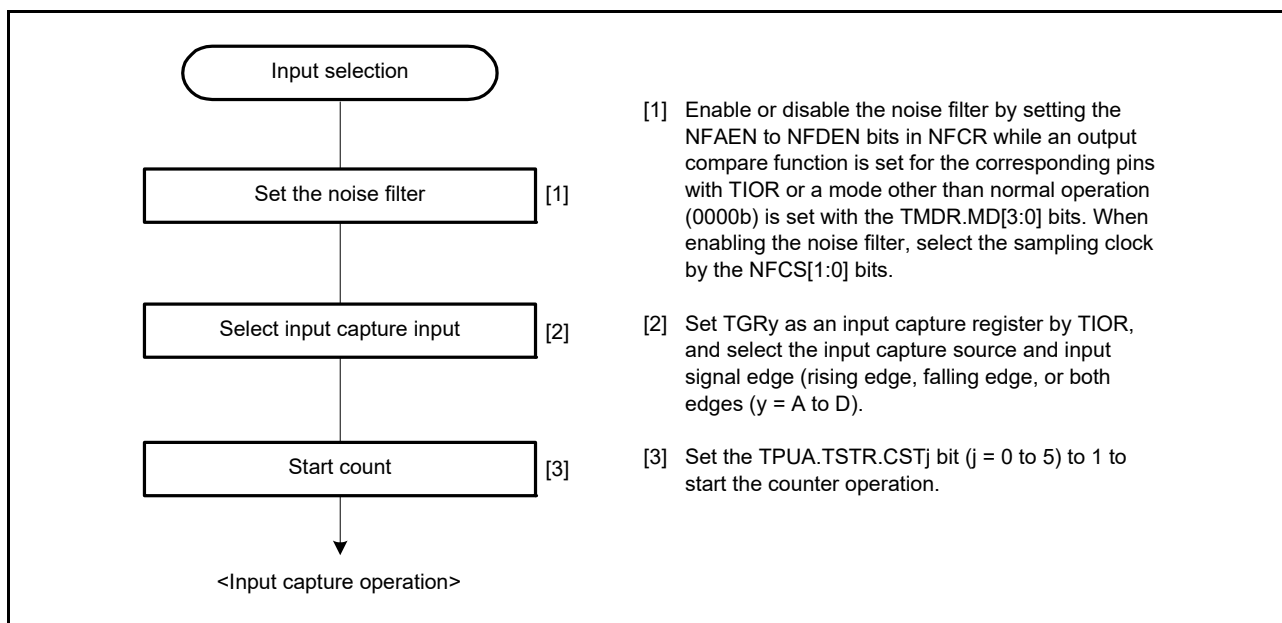 Input selection
Set the noise filter [1]
Select input capture input [2]
Start count [3]
<Input capture operation>
[1] Enable or disable the noise filter by setting the
NFAEN to NFDEN bits in NFCR while an output
compare function is set for the corresponding pins
with TIOR or a mode other than normal operation
(0000b) is set with the TMDR.MD[3:0] bits. When
enabling the noise filter, select the sampling clock
by the NFCS[1:0] bits.
[2] Set TGRy as an input capture register by TIOR,
and select the input capture source and input
signal edge (rising edge, falling edge, or both
edges (y = A to D).
[3] Set the TPUA.TSTR.CSTj bit (j = 0 to 5) to 1 to
start the counter operation.